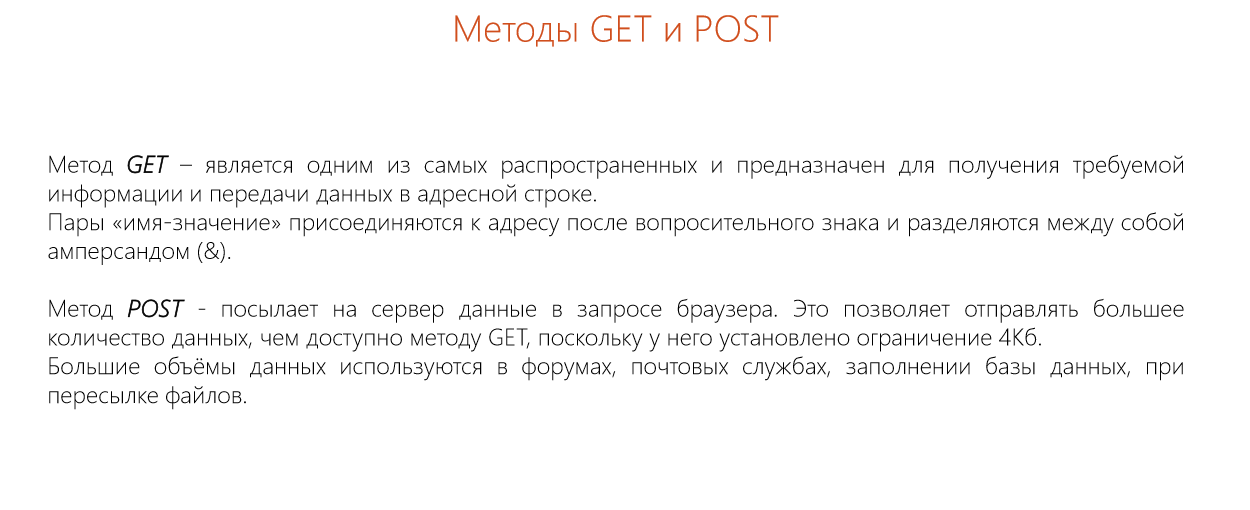 Методы GET и POST
Метод GET – является одним из самых распространенных и предназначен для получения требуемой
информации и передачи данных в адресной строке.
Пары «имя-значение» присоединяются к адресу после вопросительного знака и разделяются между собой
амперсандом (&).
Метод POST - посылает на сервер данные в запросе браузера. Это позволяет отправлять большее
количество данных, чем доступно методу GET, поскольку у него установлено ограничение 4Кб.
Большие объёмы данных используются в форумах, почтовых службах, заполнении базы данных, при
пересылке файлов.